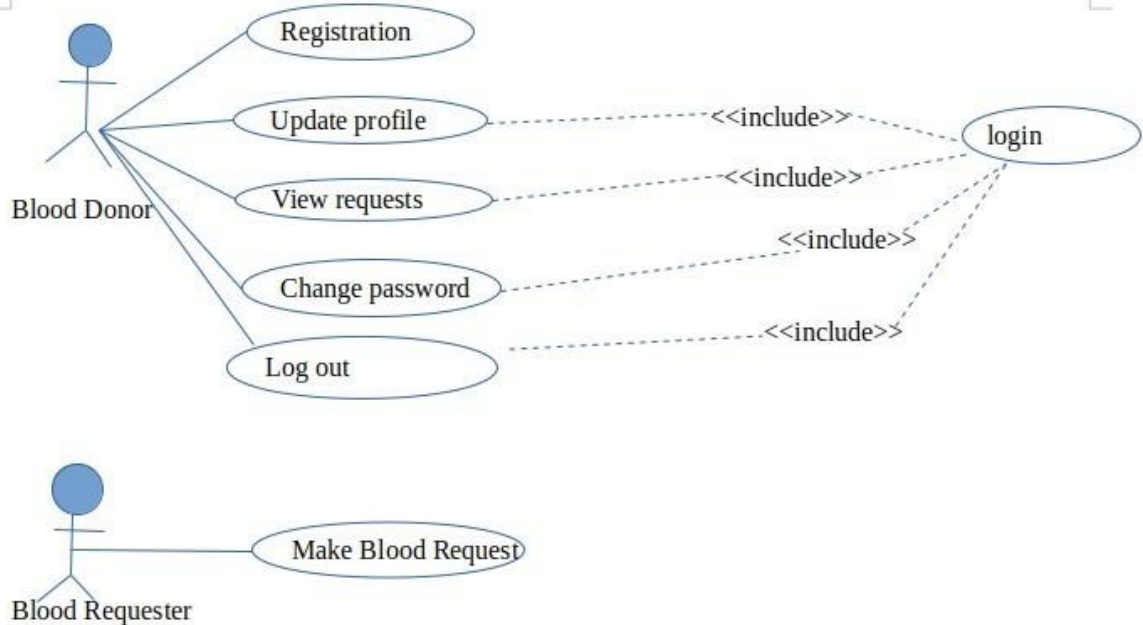 Registration
Update profile
<<include>>
login
View requests
<<include>>
Blood Donor
<<include>>
Change password
<<include>>
Log out
Make Blood Request
Blood Requester